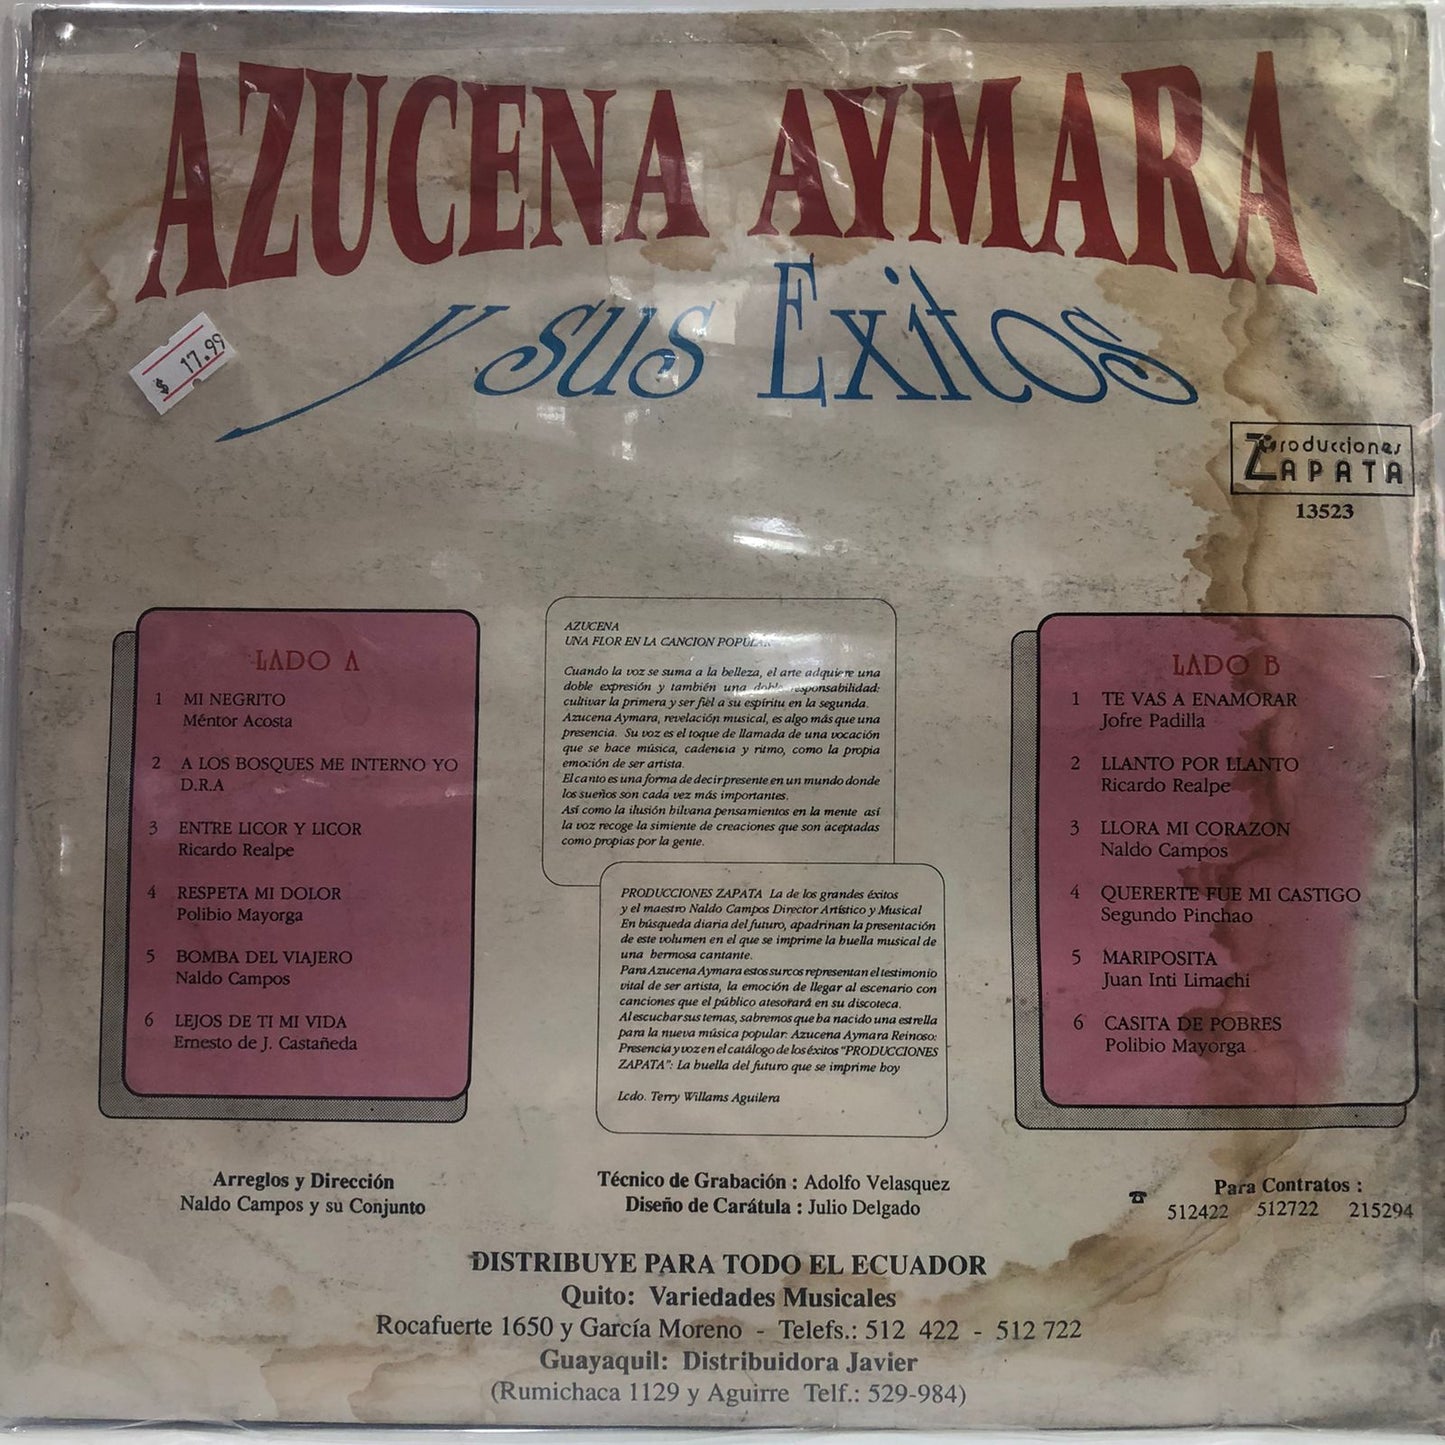 AZUCENA AYMARA
y sus Exitos
$ 17.99
Producciones
ZAPATA
13523
LADO A
1 MI NEGRITO
Méntor Acosta
2 A LOS BOSQUES ME INTERNO YO
D.R.A
3 ENTRE LICOR Y LICOR
Ricardo Realpe
4 RESPETA MI DOLOR
Polibio Mayorga
5 BOMBA DEL VIAJERO
Naldo Campos
6 LEJOS DE TI MI VIDA
Ernesto de J. Castañeda
AZUCENA
UNA FLOR EN LA CANCION POPULAR
Cuando la voz se suma a la belleza, el arte adquiere una
doble expresión y también una doble responsabilidad:
cultivar la primera y ser fiel a su espíritu en la segunda.
Azucena Aymara, revelación musical, es algo más que una
presencia. Su voz es el toque de llamada de una vocación
que se hace música, cadencia y ritmo, como la propia
emoción de ser artista.
El canto es una forma de decir presente en un mundo donde
los sueños son cada vez más importantes.
Así como la ilusión hilvana pensamientos en la mente así
la voz recoge la simiente de creaciones que son aceptadas
como propias por la gente.
PRODUCCIONES ZAPATA La de los grandes éxitos
y el maestro Naldo Campos Director Artístico y Musical
En búsqueda diaria del futuro, apadrinan la presentación
de este volumen en el que se imprime la huella musical de
una hermosa cantante.
Para Azucena Aymara estos surcos representan el testimonio
vital de ser artista, la emoción de llegar al escenario con
canciones que el público atesorará en su discoteca.
Al escuchar sus temas, sabremos que ha nacido una estrella
para la nueva música popular: Azucena Aymara Reinoso:
Presencia y voz en el catálogo de los éxitos "PRODUCCIONES
ZAPATA": La huella del futuro que se imprime hoy
Lcdo. Terry Willams Aguilera
LADO B
1 TE VAS A ENAMORAR
Jofre Padilla
2 LLANTO POR LLANTO
Ricardo Realpe
3 LLORA MI CORAZON
Naldo Campos
4 QUERERTE FUE MI CASTIGO
Segundo Pinchao
5 MARIPOSITA
Juan Inti Limachi
6 CASITA DE POBRES
Polibio Mayorga
Arreglos y Dirección
Naldo Campos y su Conjunto
Técnico de Grabación : Adolfo Velasquez
Diseño de Carátula : Julio Delgado
Para Contratos :
☎ 512422 512722 215294
DISTRIBUYE PARA TODO EL ECUADOR
Quito: Variedades Musicales
Rocafuerte 1650 y García Moreno - Telefs.: 512 422 - 512 722
Guayaquil: Distribuidora Javier
(Rumichaca 1129 y Aguirre Telf.: 529-984)